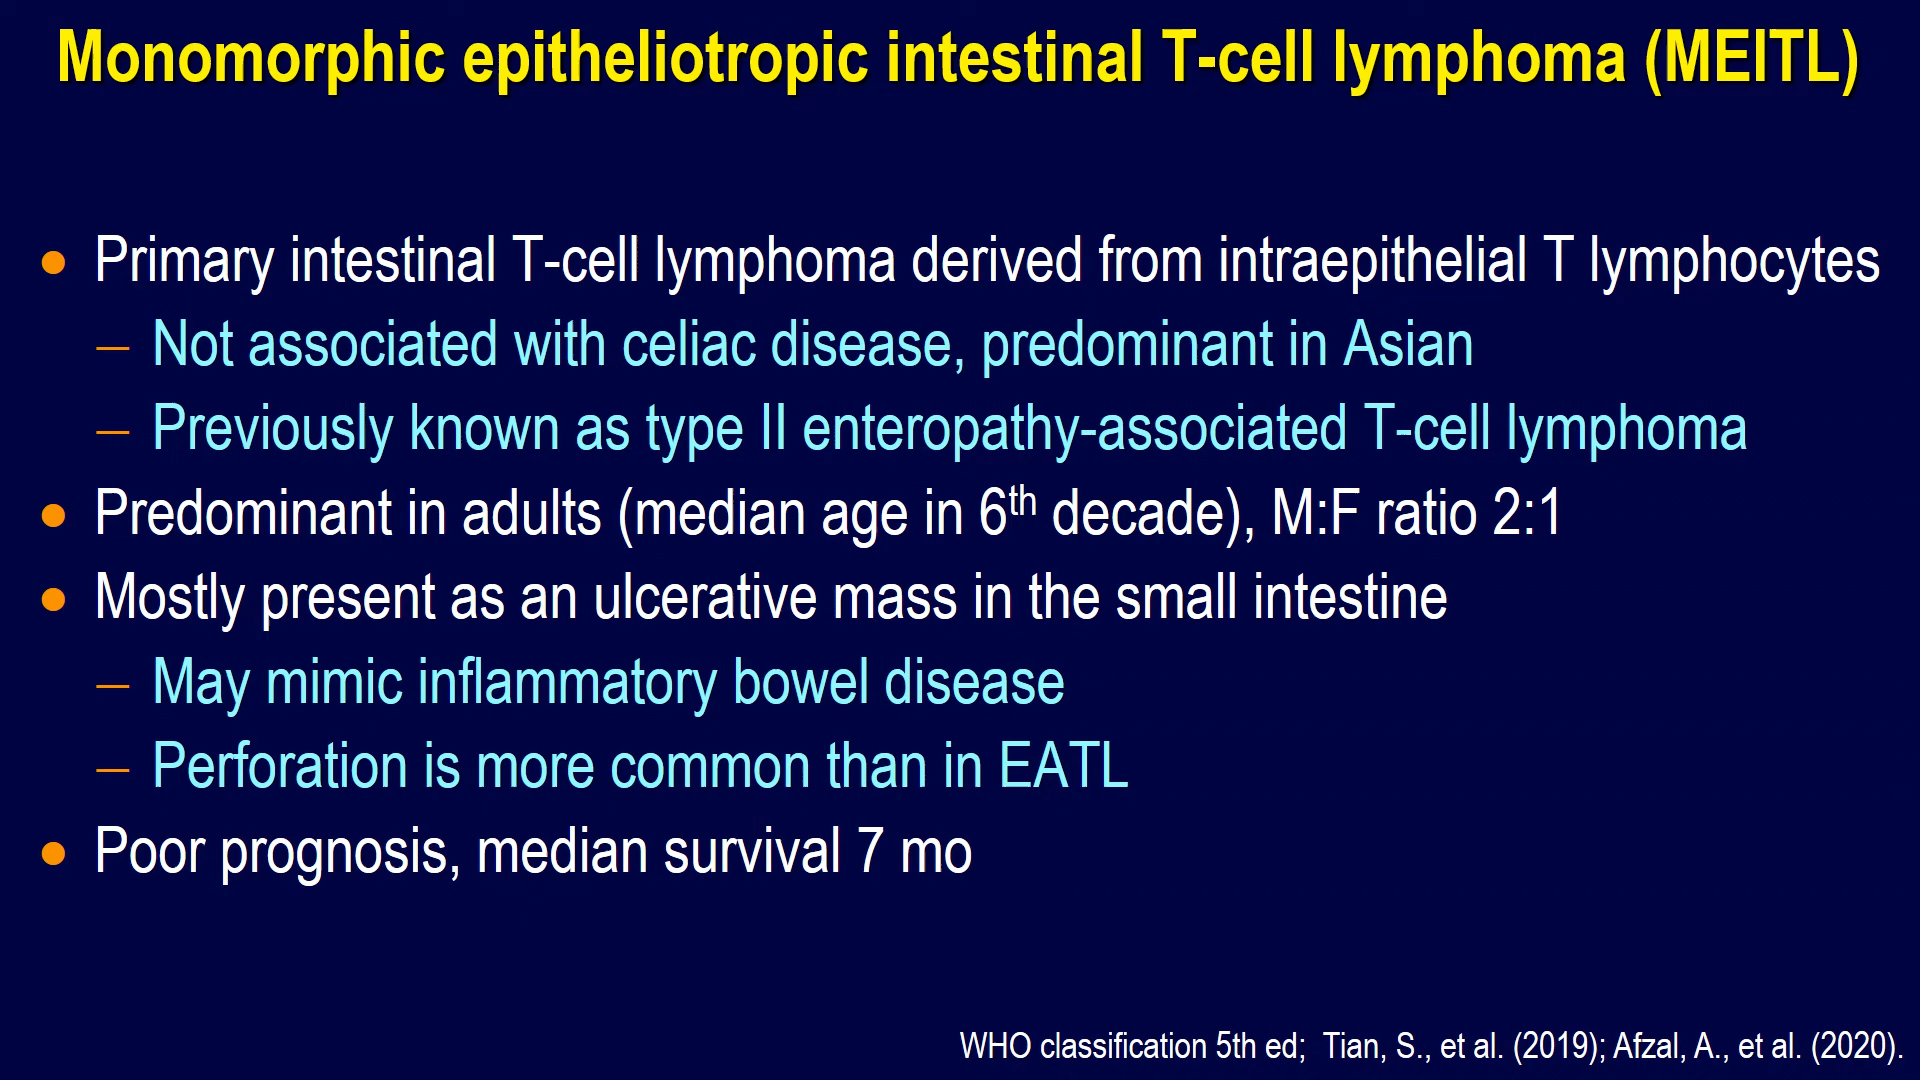 Monomorphic epitheliotropic intestinal T-cell lymphoma (MEITL)
● Primary intestinal T-cell lymphoma derived from intraepithelial T lymphocytes
– Not associated with celiac disease, predominant in Asian
– Previously known as type II enteropathy-associated T-cell lymphoma
● Predominant in adults (median age in 6th decade), M:F ratio 2:1
● Mostly present as an ulcerative mass in the small intestine
– May mimic inflammatory bowel disease
– Perforation is more common than in EATL
● Poor prognosis, median survival 7 mo
WHO classification 5th ed; Tian, S., et al. (2019); Afzal, A., et al. (2020).